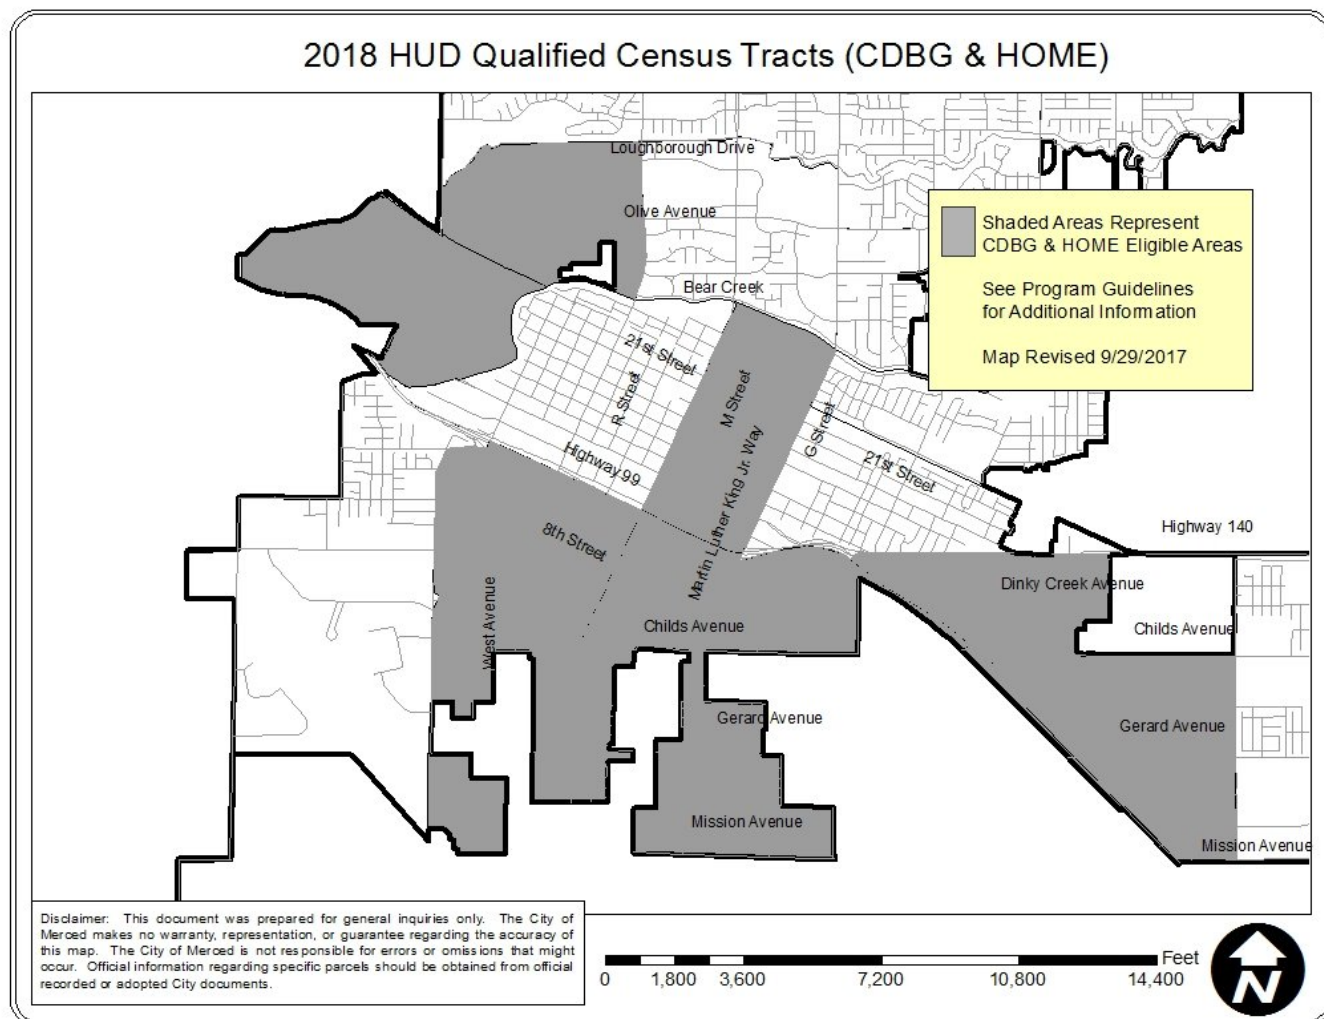 2018 HUD Qualified Census Tracts (CDBG & HOME)
Loughborough Drive
Olive Avenue
Shaded Areas Represent
CDBG & HOME Eligible Areas
See Program Guidelines
for Additional Information
Map Revised 9/29/2017
Bear Creek
21st Street
R Street
M Street
G Street
21st Street
Highway 99
Martin Luther King Jr. Way
8th Street
Highway 140
Dinky Creek Avenue
West Avenue
Childs Avenue
Childs Avenue
Gerard Avenue
Gerard Avenue
Mission Avenue
Mission Avenue
Disclaimer: This document was prepared for general inquiries only. The City of
Merced makes no warranty, representation, or guarantee regarding the accuracy of
this map. The City of Merced is not responsible for errors or omissions that might
occur. Official information regarding specific parcels should be obtained from official
recorded or adopted City documents.
Feet
0 1,800 3,600 7,200 10,800 14,400
N